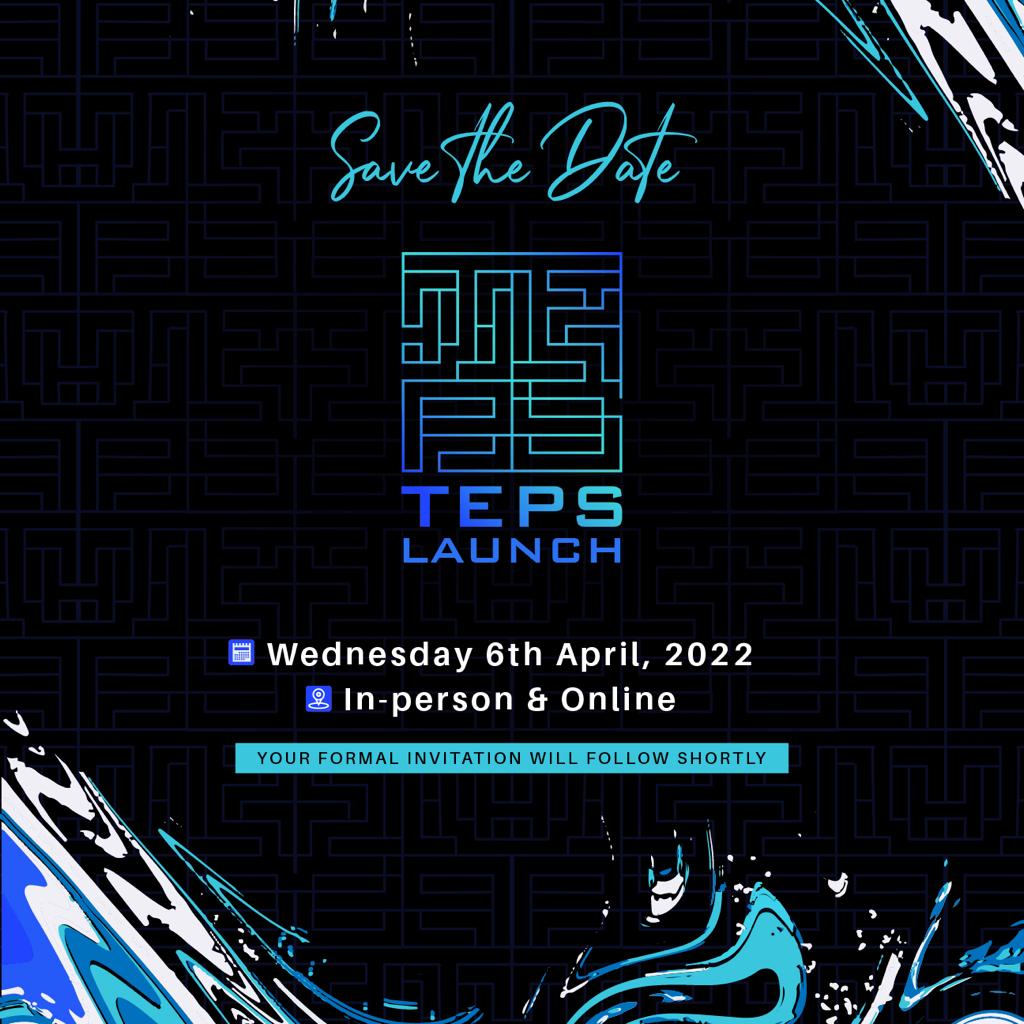 Save the Date
TEPS
LAUNCH
Wednesday 6th April, 2022
In-person & Online
YOUR FORMAL INVITATION WILL FOLLOW SHORTLY